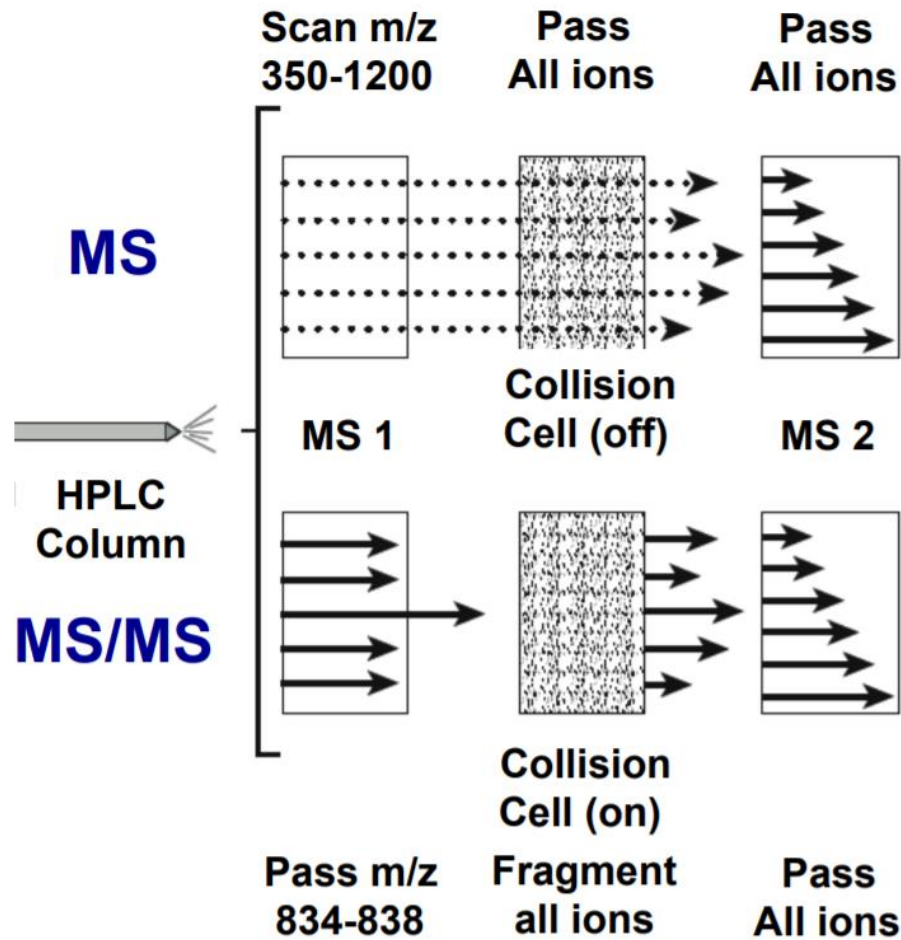 Scan m/z
350-1200
Pass
All ions
Pass
All ions
MS
Collision
Cell (off)
MS 1
MS 2
HPLC
Column
MS/MS
Collision
Cell (on)
Pass m/z
834-838
Fragment
all ions
Pass
All ions